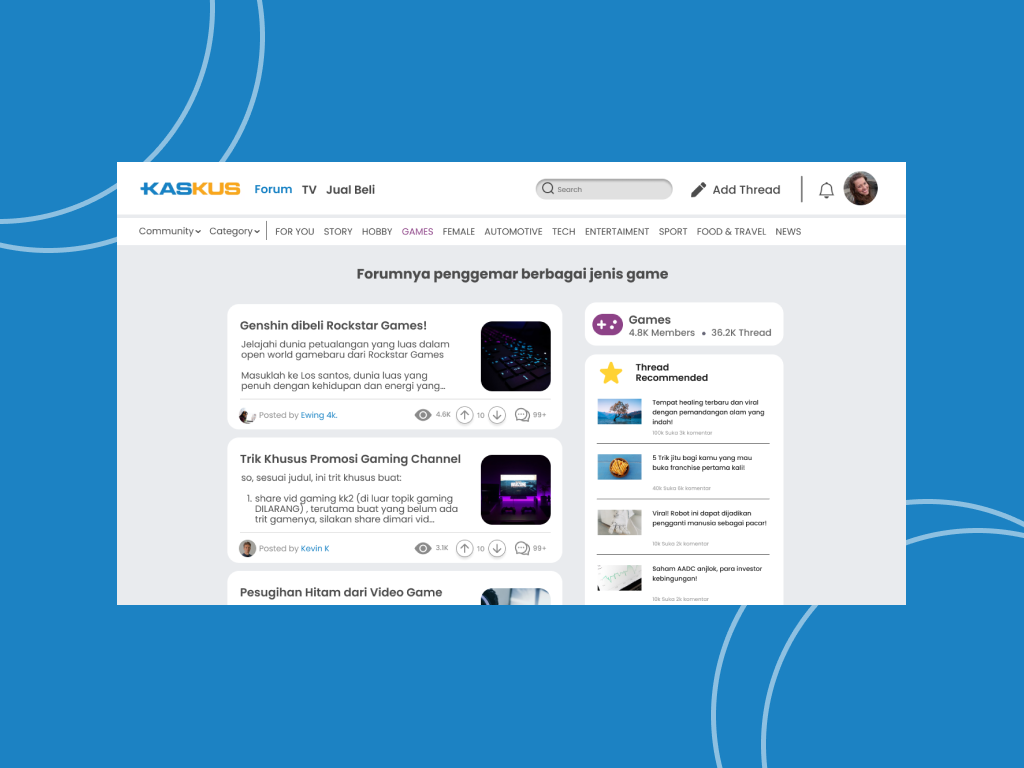 KASKUS Forum TV Jual Beli Search Add Thread
Community Category FOR YOU STORY HOBBY GAMES FEMALE AUTOMOTIVE TECH ENTERTAIMENT SPORT FOOD & TRAVEL NEWS
Forumnya penggemar berbagai jenis game
Genshin dibeli Rockstar Games!
Jelajahi dunia petualangan yang luas dalam
open world gamebaru dari Rockstar Games
Masuklah ke Los santos, dunia luas yang
penuh dengan kehidupan dan energi yang...
Posted by Ewing 4k. 4.6K 10 99+
Trik Khusus Promosi Gaming Channel
so, sesuai judul, ini trit khusus buat:
1. share vid gaming kk2 (di luar topik gaming
DILARANG) , terutama buat yang belum ada
trit gamenya, silakan share dimari vid...
Posted by Kevin K 3.1K 10 99+
Pesugihan Hitam dari Video Game
Games
4.8K Members • 36.2K Thread
Thread
Recommended
Tempat healing terbaru dan viral
dengan pemandangan alam yang
indah!
100k Suka 3k komentar
5 Trik jitu bagi kamu yang mau
buka franchise pertama kali!
40k Suka 6k komentar
Viral! Robot ini dapat dijadikan
pengganti manusia sebagai pacar!
Suka 2k komentar
Saham AADC anjlok, para investor
kebingungan!
10k Suka 2k komentar